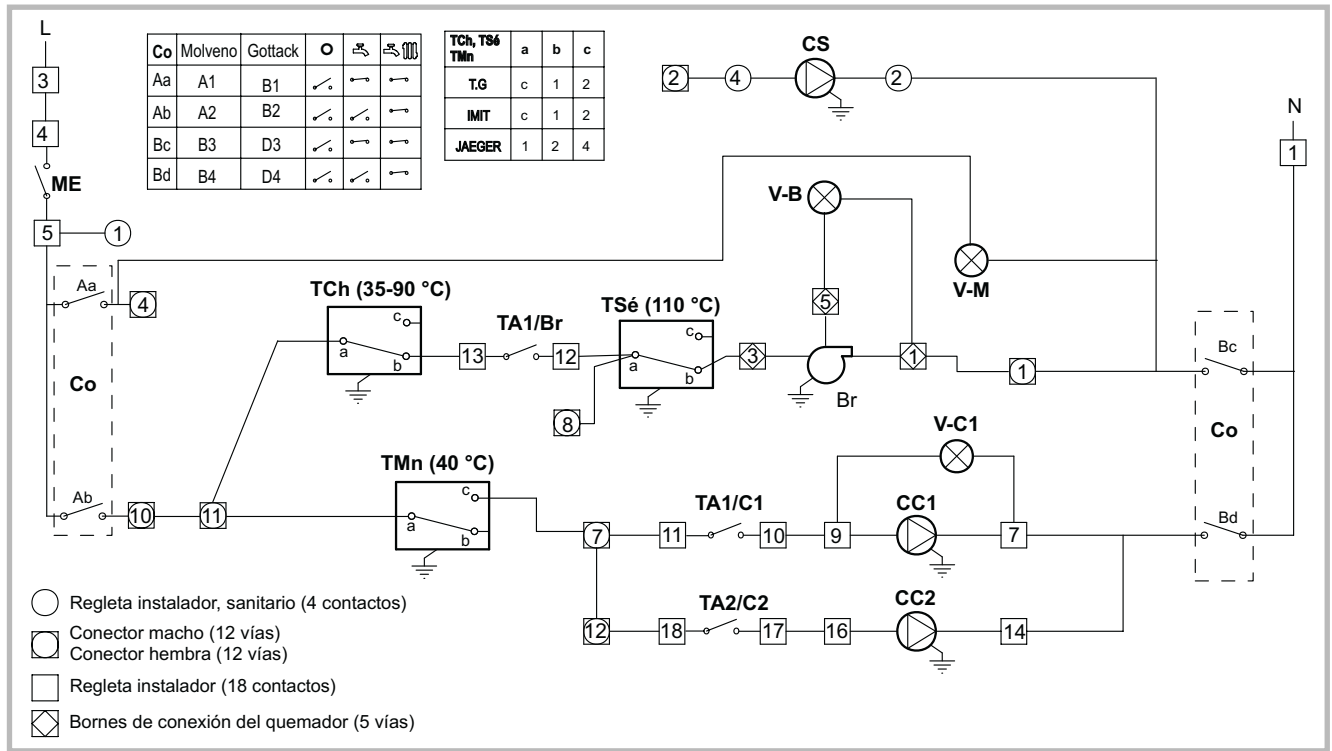 L
3
4
ME
5
1
Co Molveno Gottack
Aa A1 B1
Ab A2 B2
Bc B3 D3
Bd B4 D4
TCh, TSé TMn a b c
T.G c 1 2
IMIT c 1 2
JAEGER 1 2 4
CS
2
4
2
N
1
V-B
V-M
Aa
4
TCh (35-90 °C)
c
a
b
13
TA1/Br
12
TSé (110 °C)
c
a
b
8
3
5
Br
1
1
Bc
Co
Co
Ab
10
11
TMn (40 °C)
c
a
b
7
11
TA1/C1
10
9
V-C1
CC1
7
Bd
12
18
TA2/C2
17
16
CC2
14
Regleta instalador, sanitario (4 contactos)
Conector macho (12 vías)
Conector hembra (12 vías)
Regleta instalador (18 contactos)
Bornes de conexión del quemador (5 vías)